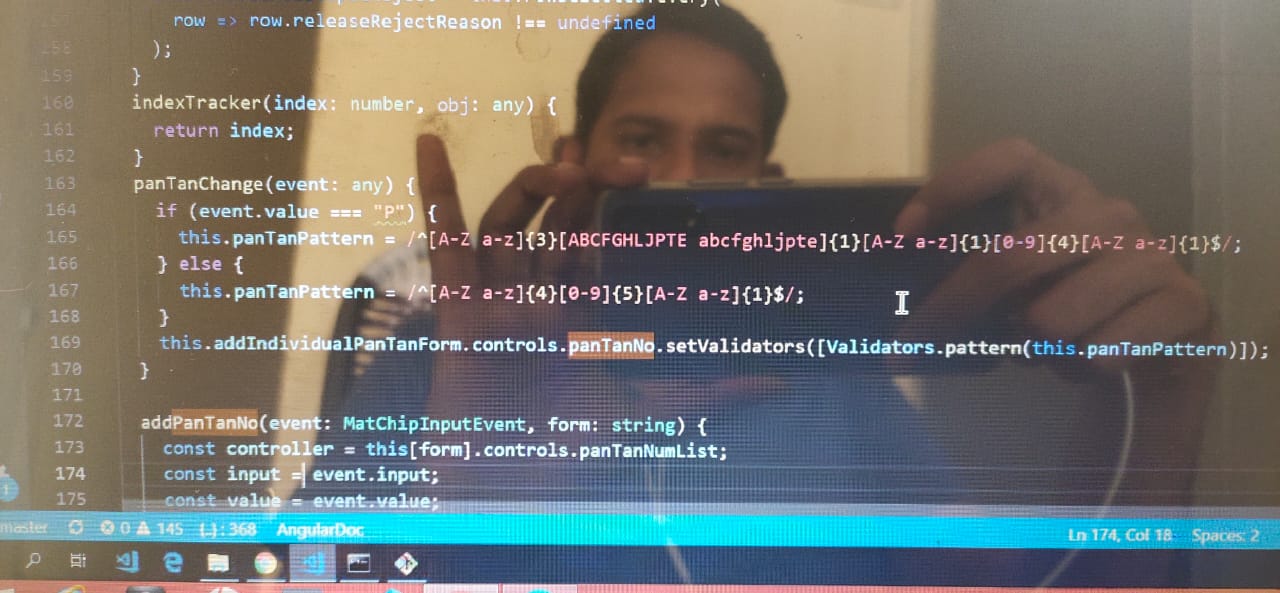 row => row.releaseRejectReason !== undefined
158 );
159 }
160 indexTracker(index: number, obj: any) {
161 return index;
162 }
163 panTanChange(event: any) {
164 if (event.value === "P") {
165 this.panTanPattern = /^[A-Z a-z]{3}[ABCFGHLJPTE abcfghljpte]{1}[A-Z a-z]{1}[0-9]{4}[A-Z a-z]{1}$/;
166 } else {
167 this.panTanPattern = /^[A-Z a-z]{4}[0-9]{5}[A-Z a-z]{1}$/;
168 }
169 this.addIndividualPanTanForm.controls.panTanNo.setValidators([Validators.pattern(this.panTanPattern)]);
170 }
171
172 addPanTanNo(event: MatChipInputEvent, form: string) {
173 const controller = this[form].controls.panTanNumList;
174 const input = event.input;
175 const value = event.value;
master 0 145 {..}: 368 AngularDoc Ln 174, Col 18 Spaces: 2